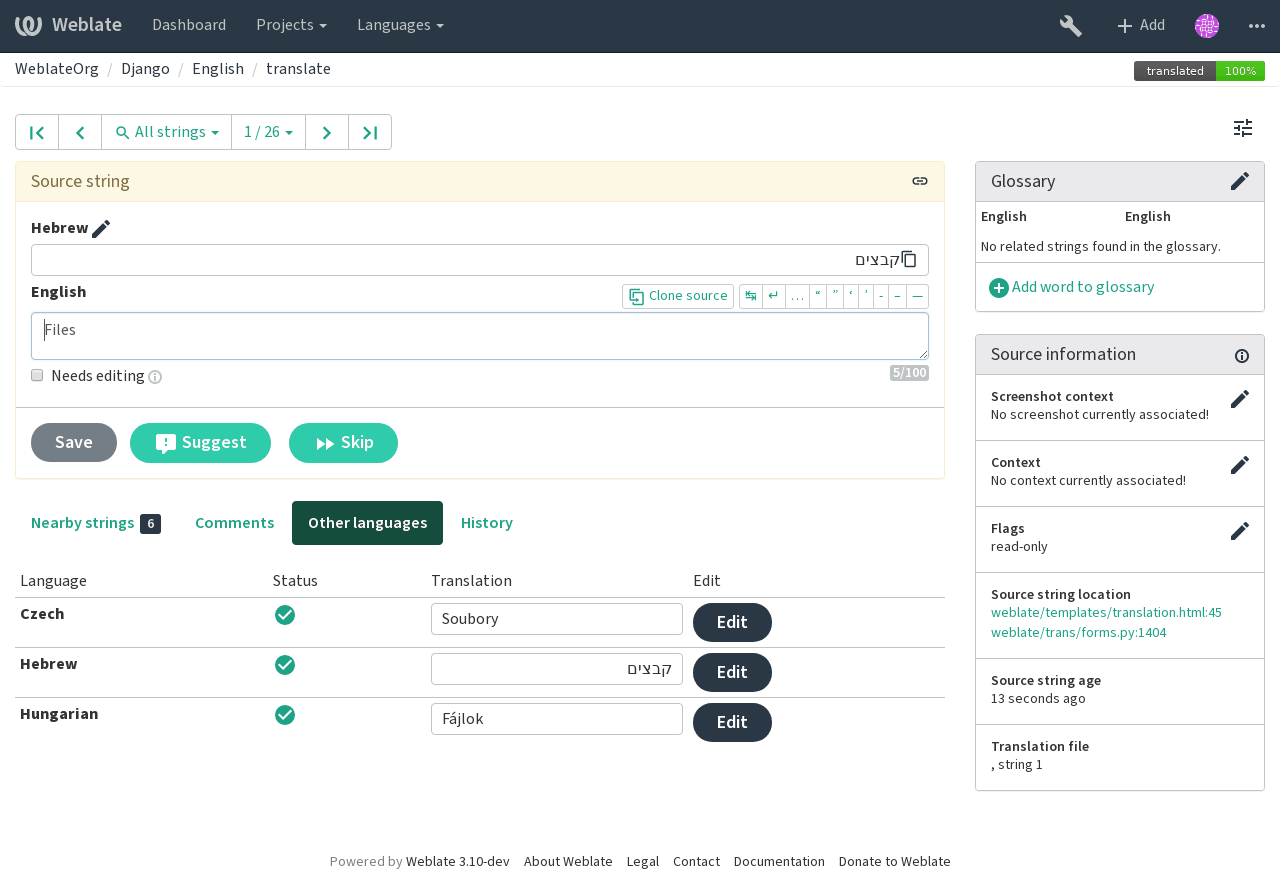 Weblate Dashboard Projects Languages Add
WeblateOrg / Django / English / translate translated 100%
All strings 1 / 26
Source string
Hebrew
קבצים
English Clone source ↹ ↵ … “ ” ‘ ’ - – —
Files
Needs editing 5/100
Save Suggest Skip
Nearby strings 6 Comments Other languages History
Language Status Translation Edit
Czech Soubory Edit
Hebrew קבצים Edit
Hungarian Fájlok Edit
Glossary
English English
No related strings found in the glossary.
Add word to glossary
Source information
Screenshot context
No screenshot currently associated!
Context
No context currently associated!
Flags
read-only
Source string location
weblate/templates/translation.html:45
weblate/trans/forms.py:1404
Source string age
13 seconds ago
Translation file
, string 1
Powered by Weblate 3.10-dev About Weblate Legal Contact Documentation Donate to Weblate